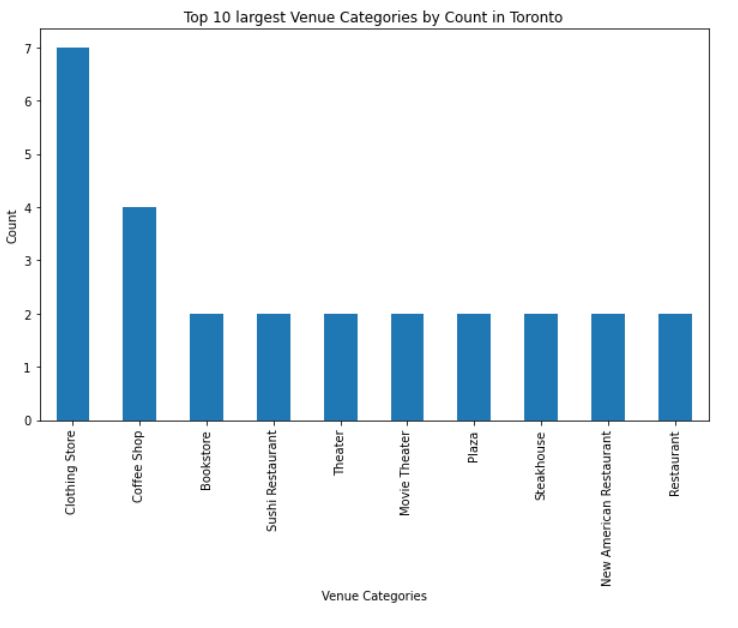 Top 10 largest Venue Categories by Count in Toronto
7
6
5
4
3
2
1
0
Count
Clothing Store
Coffee Shop
Bookstore
Sushi Restaurant
Theater
Movie Theater
Plaza
Steakhouse
New American Restaurant
Restaurant
Venue Categories